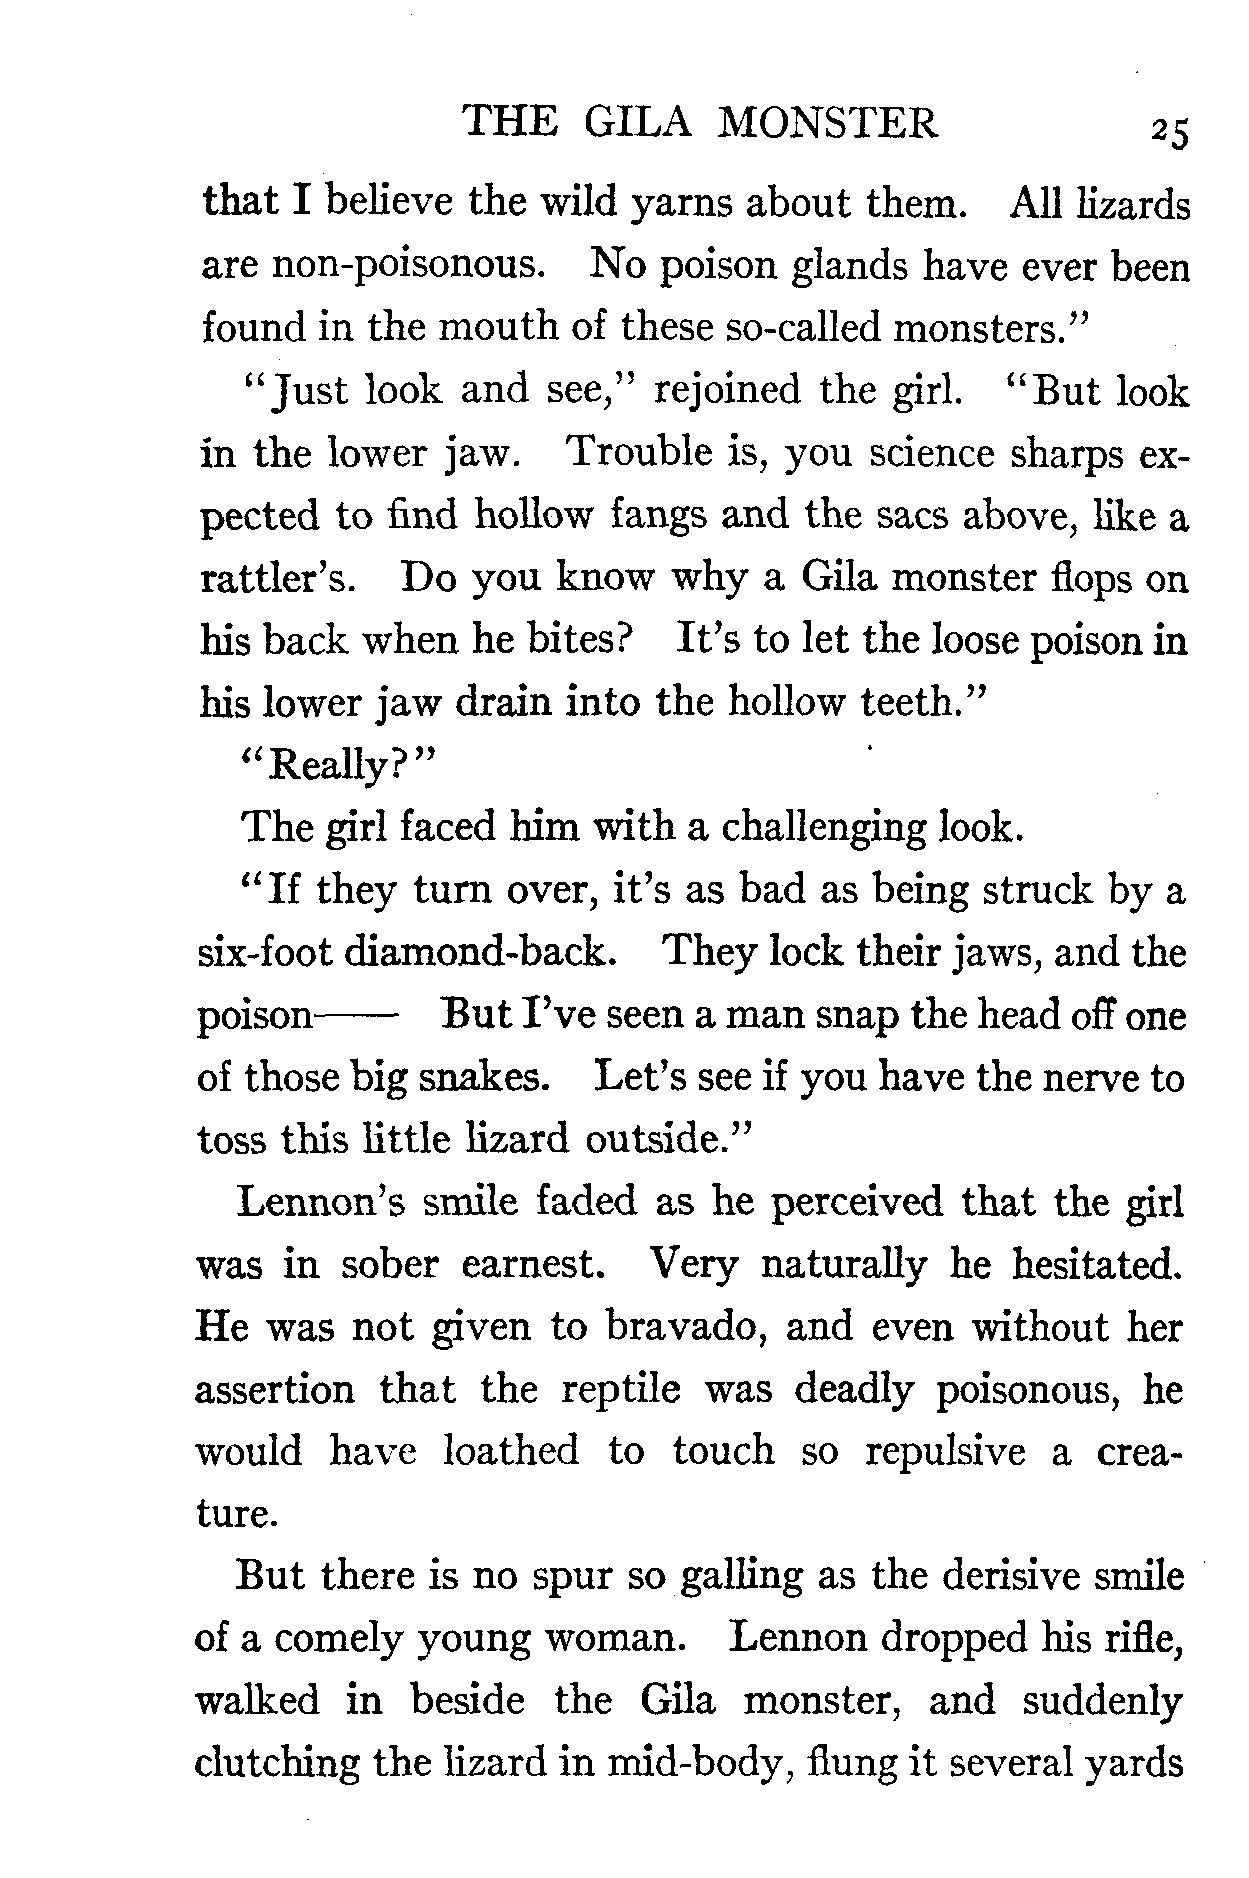 THE GILA MONSTER 25
that I believe the wild yarns about them. All lizards
are non-poisonous. No poison glands have ever been
found in the mouth of these so-called monsters.”
“Just look and see,” rejoined the girl. “But look
in the lower jaw. Trouble is, you science sharps ex-
pected to find hollow fangs and the sacs above, like a
rattler’s. Do you know why a Gila monster flops on
his back when he bites? It’s to let the loose poison in
his lower jaw drain into the hollow teeth.”
“Really?”
The girl faced him with a challenging look.
“If they turn over, it’s as bad as being struck by a
six-foot diamond-back. They lock their jaws, and the
poison—— But I’ve seen a man snap the head off one
of those big snakes. Let’s see if you have the nerve to
toss this little lizard outside.”
Lennon’s smile faded as he perceived that the girl
was in sober earnest. Very naturally he hesitated.
He was not given to bravado, and even without her
assertion that the reptile was deadly poisonous, he
would have loathed to touch so repulsive a crea-
ture.
But there is no spur so galling as the derisive smile
of a comely young woman. Lennon dropped his rifle,
walked in beside the Gila monster, and suddenly
clutching the lizard in mid-body, flung it several yards